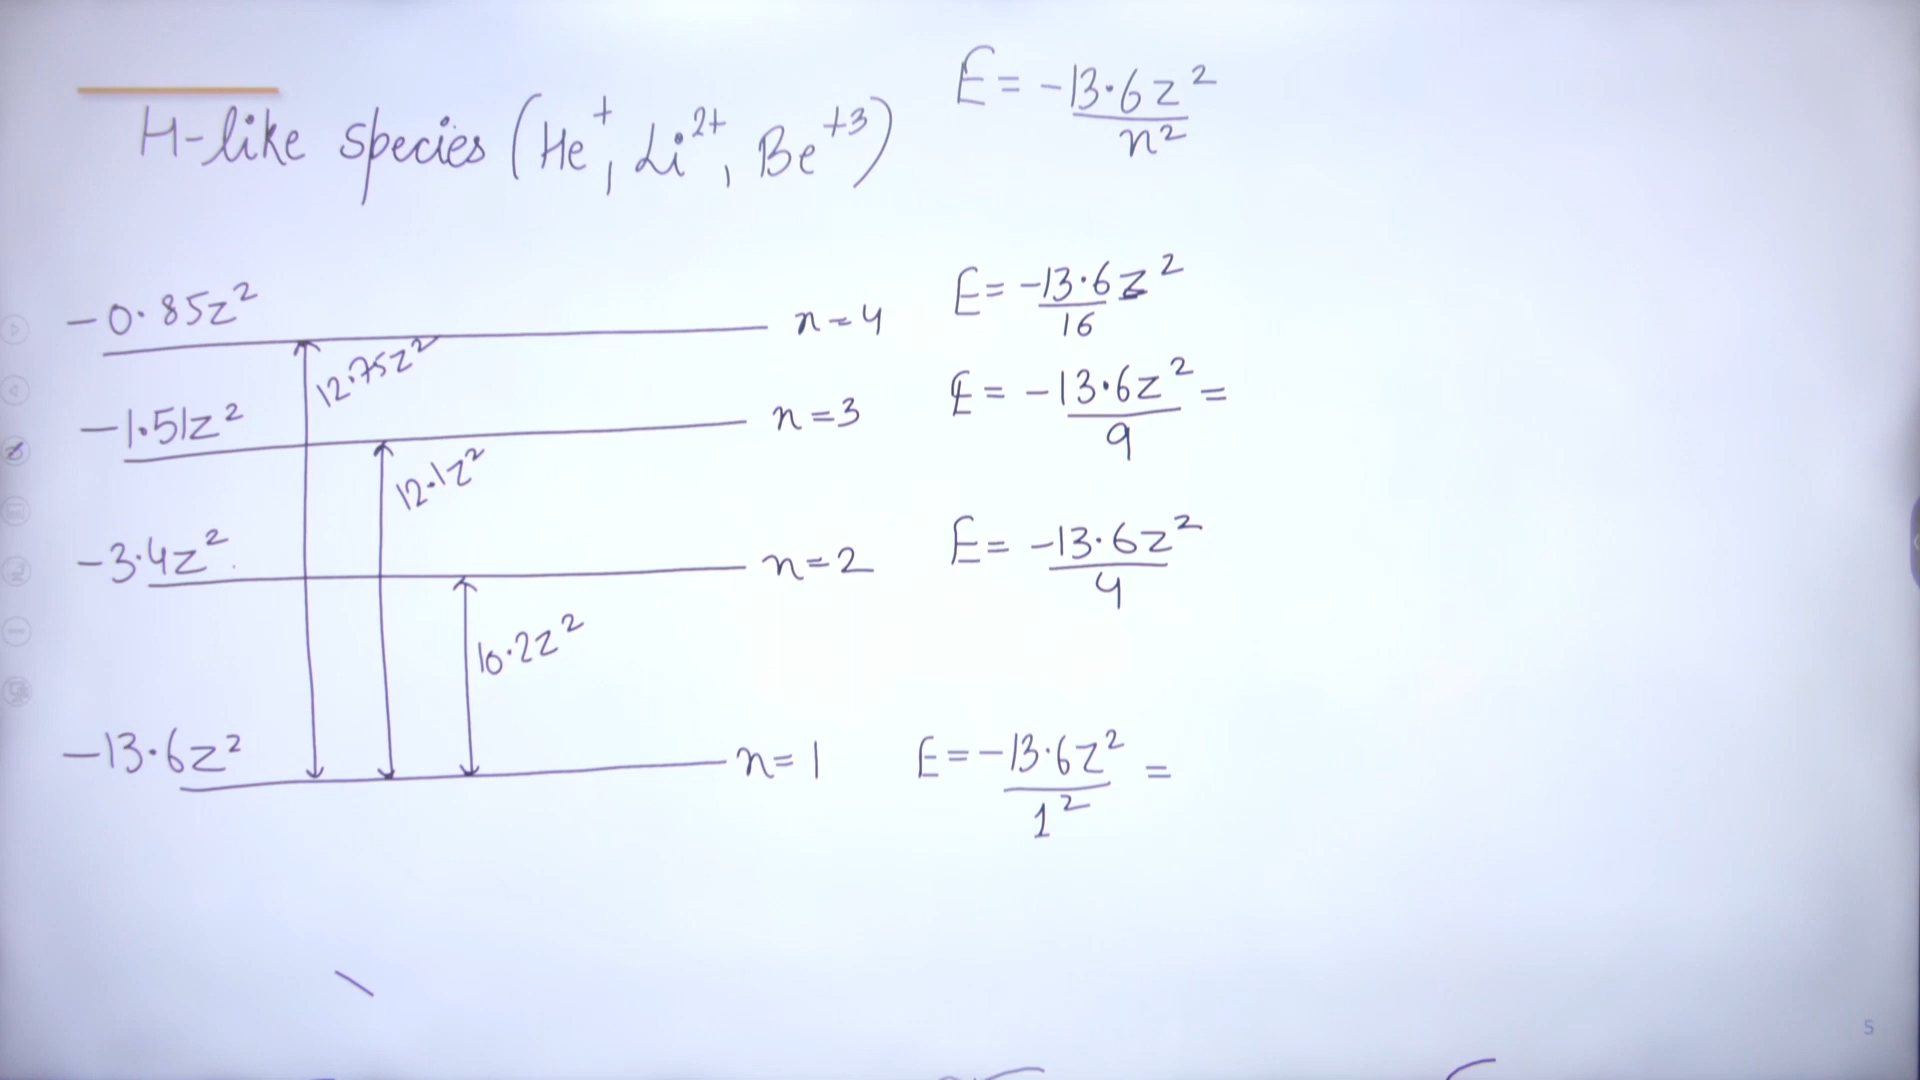 H-like species (He⁺, Li²⁺, Be⁺³)
E = -13.6z² / n²
-0.85z²
n=4
E = -13.6z² / 16
12.75z²
-1.51z²
n=3
E = -13.6z² / 9 =
12.1z²
-3.4z²
n=2
E = -13.6z² / 4
10.2z²
-13.6z²
n=1
E = -13.6z² / 1² =
5